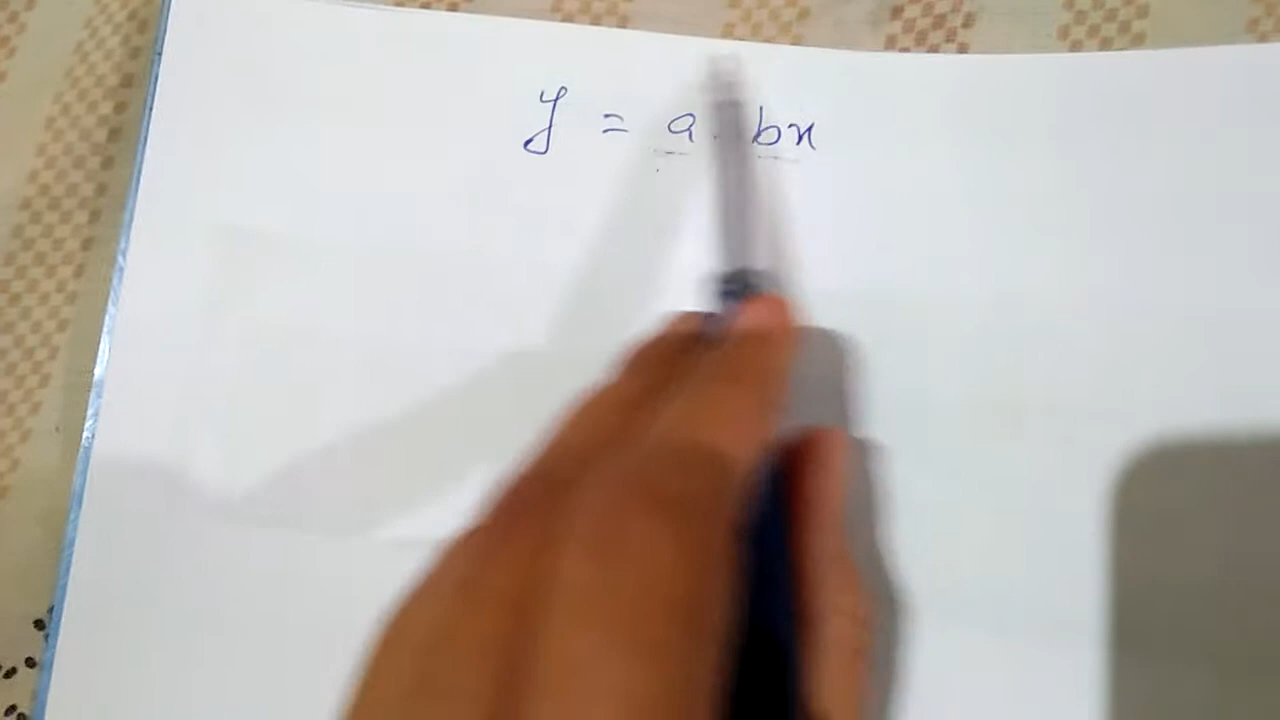 y = a bx